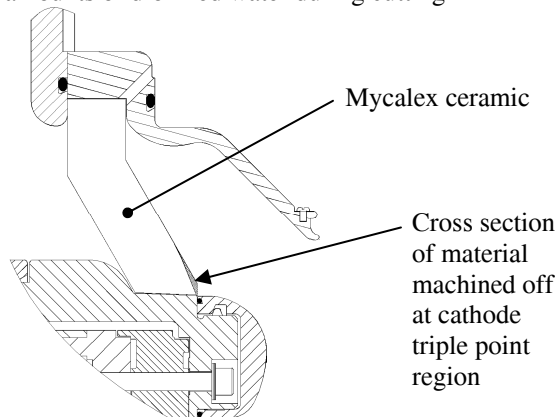 Mycalex ceramic
Cross section
of material
machined off
at cathode
triple point
region